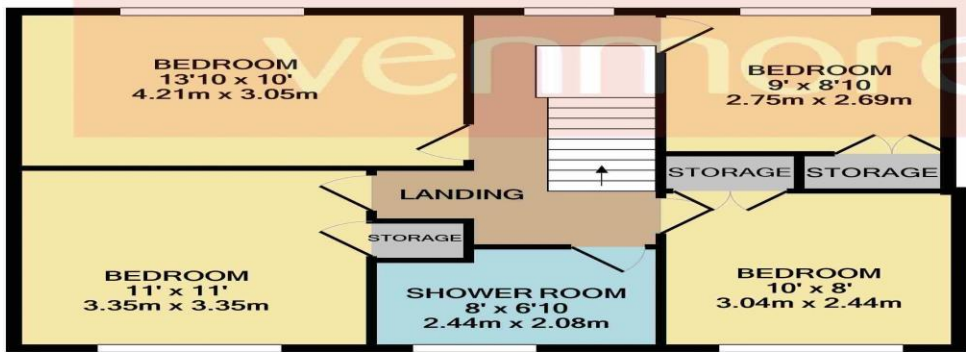 venmore
BEDROOM
13'10 x 10'
4.21m x 3.05m
BEDROOM
9' x 8'10
2.75m x 2.69m
STORAGE
STORAGE
LANDING
STORAGE
BEDROOM
11' x 11'
3.35m x 3.35m
SHOWER ROOM
8' x 6'10
2.44m x 2.08m
BEDROOM
10' x 8'
3.04m x 2.44m